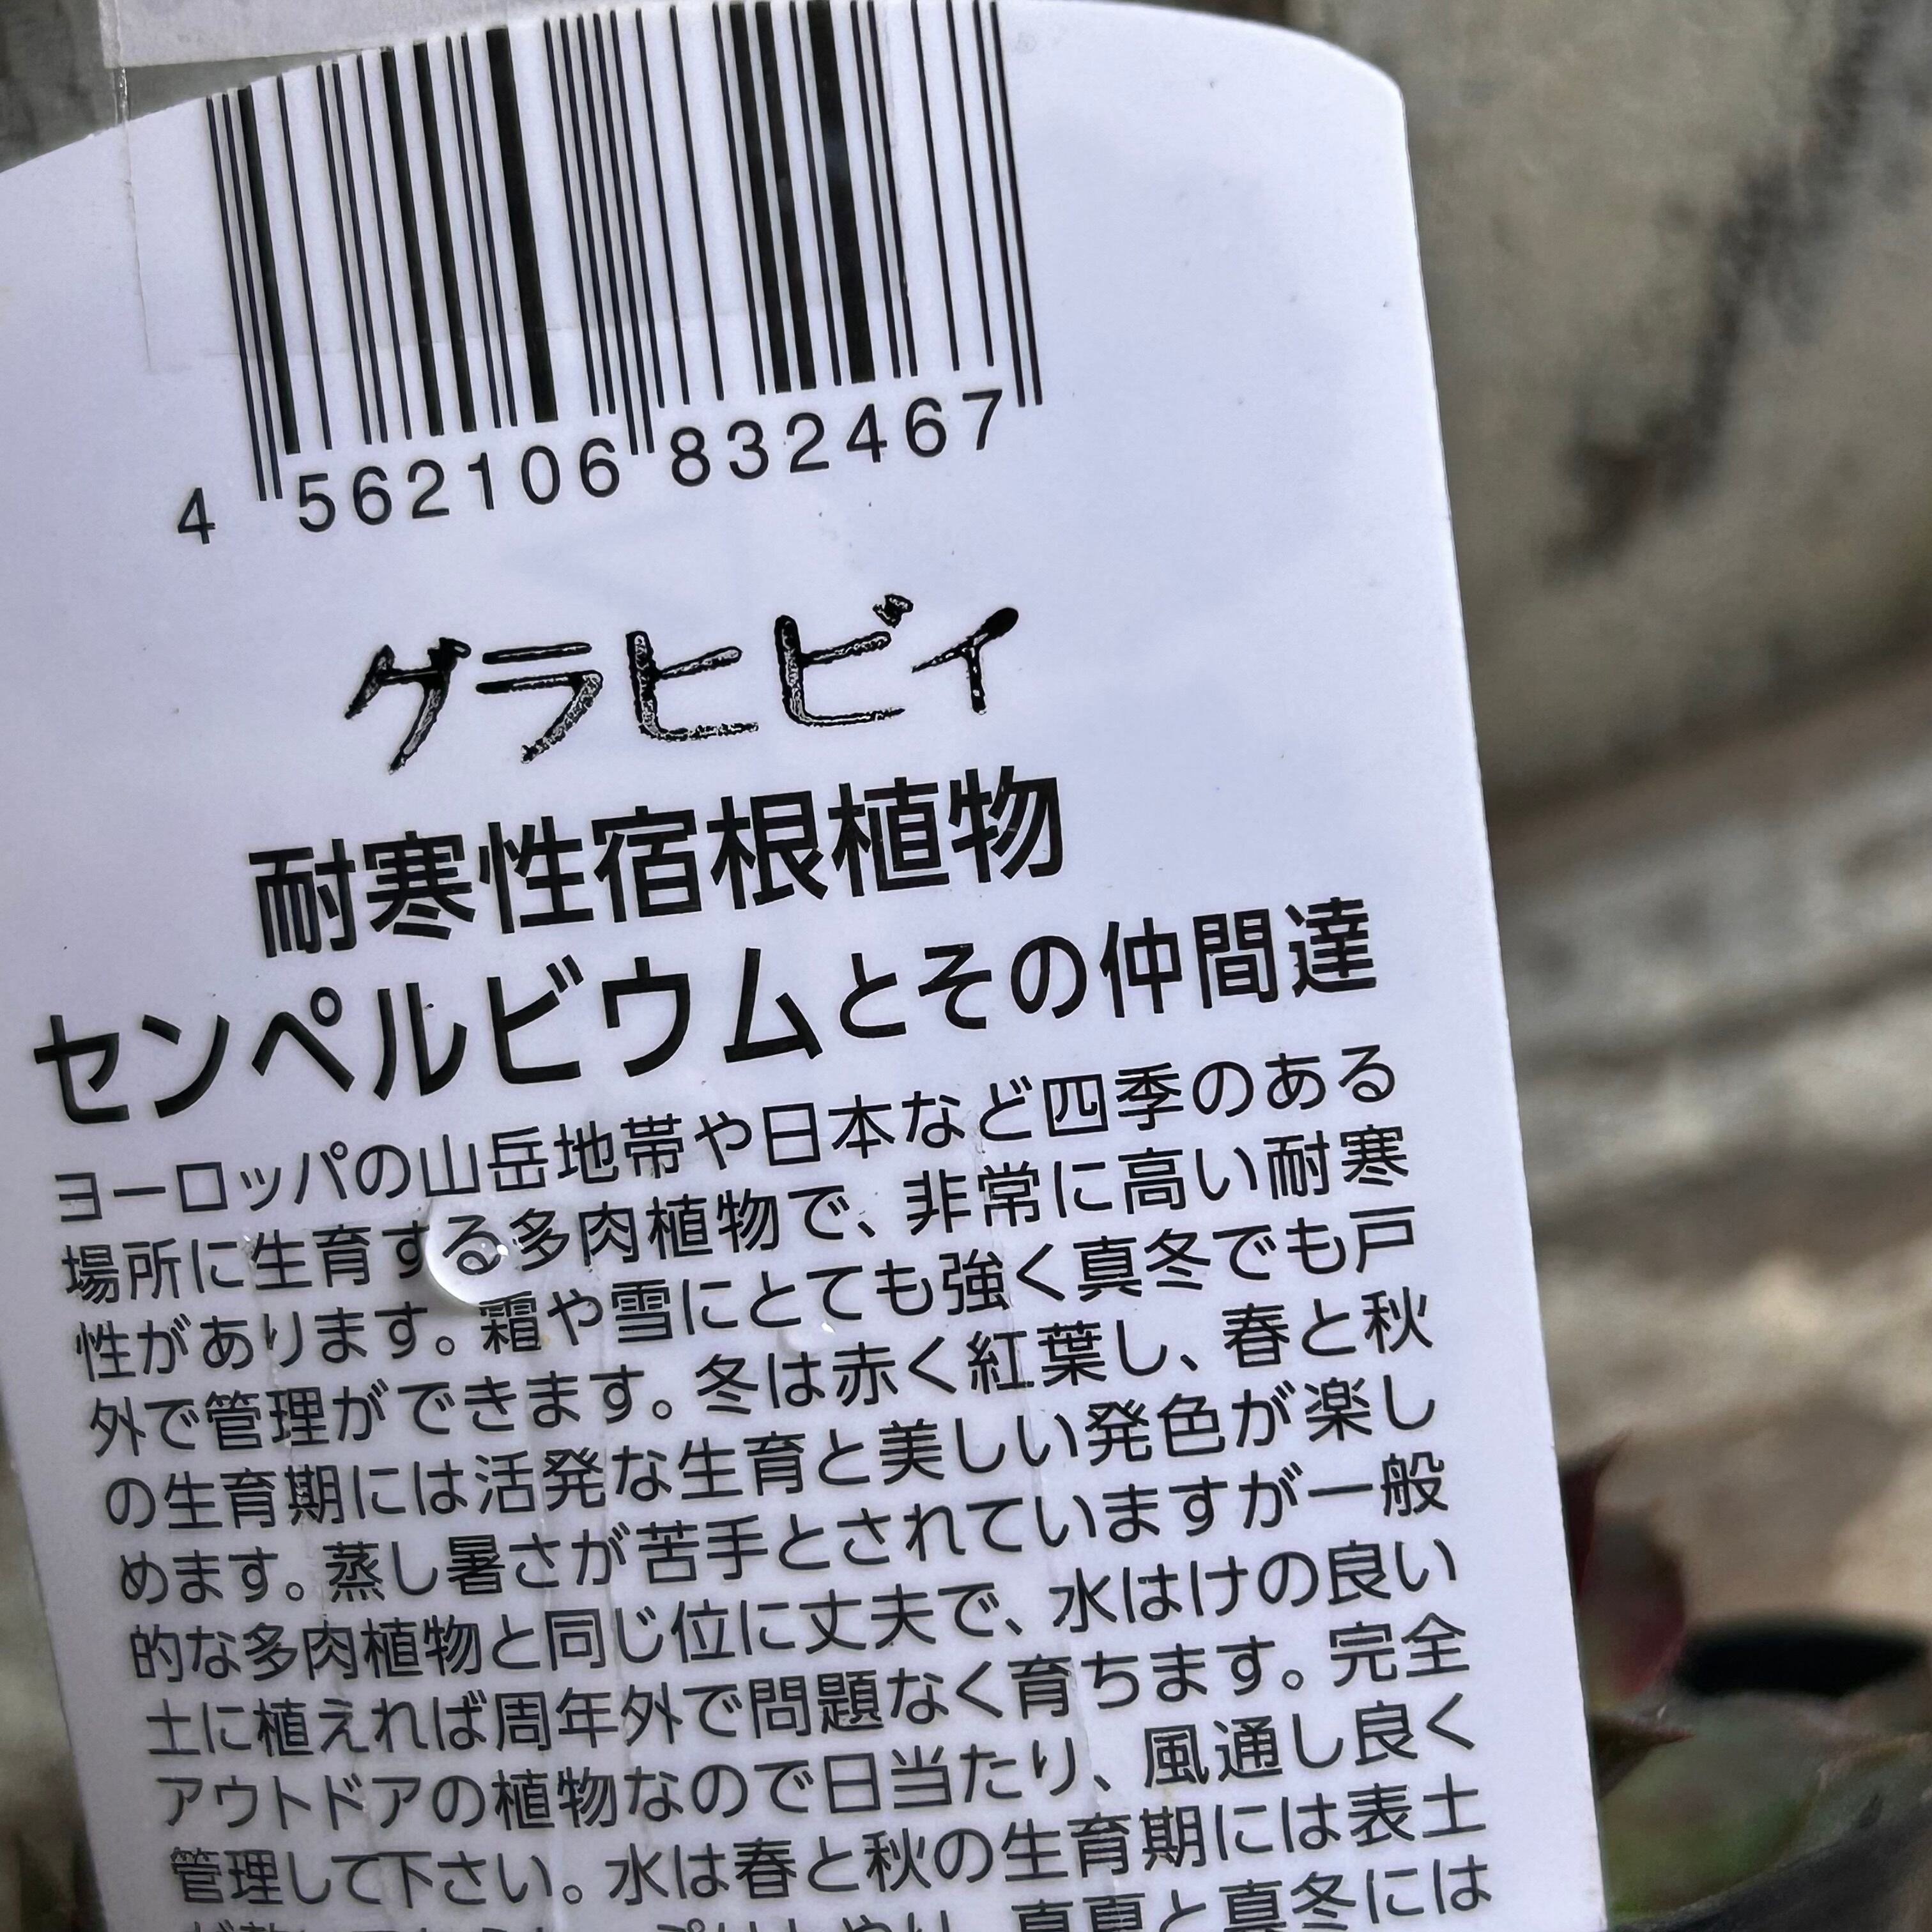 4 562106 832467
グラヒビィ
耐寒性宿根植物
センペルビウムとその仲間達
ヨーロッパの山岳地帯や日本など四季のある
場所に生育する多肉植物で、非常に高い耐寒
性があります。霜や雪にとても強く真冬でも戸
外で管理ができます。冬は赤く紅葉し、春と秋
の生育期には活発な生育と美しい発色が楽し
めます。蒸し暑さが苦手とされていますが一般
的な多肉植物と同じ位に丈夫で、水はけの良い
土に植えれば周年外で問題なく育ちます。完全
アウトドアの植物なので日当たり、風通し良く
管理して下さい。水は春と秋の生育期には表土
真夏と真冬には